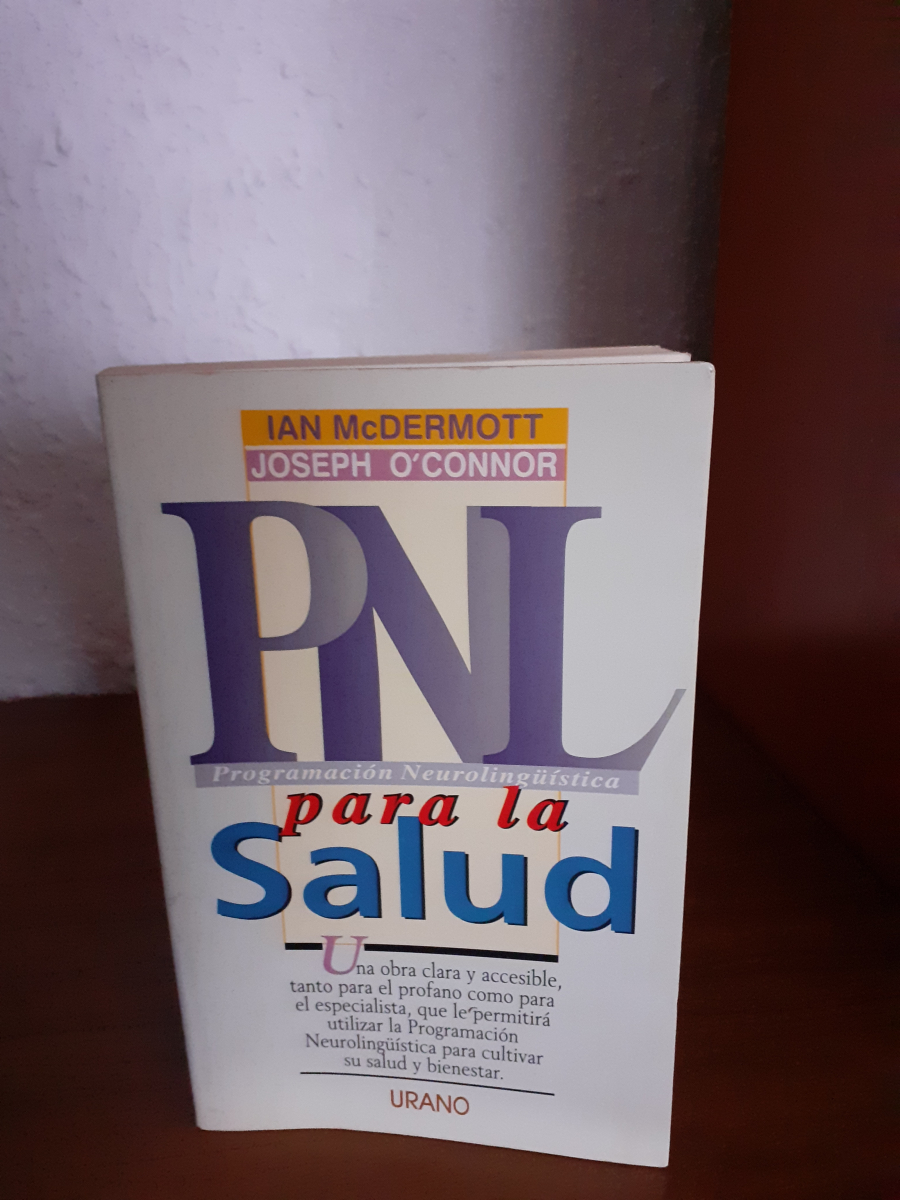 IAN McDERMOTT
JOSEPH O'CONNOR
PNL
Programación Neurolingüística
para la
Salud
Una obra clara y accesible,
tanto para el profano como para
el especialista, que le permitirá
utilizar la Programación
Neurolingüística para cultivar
su salud y bienestar.
URANO